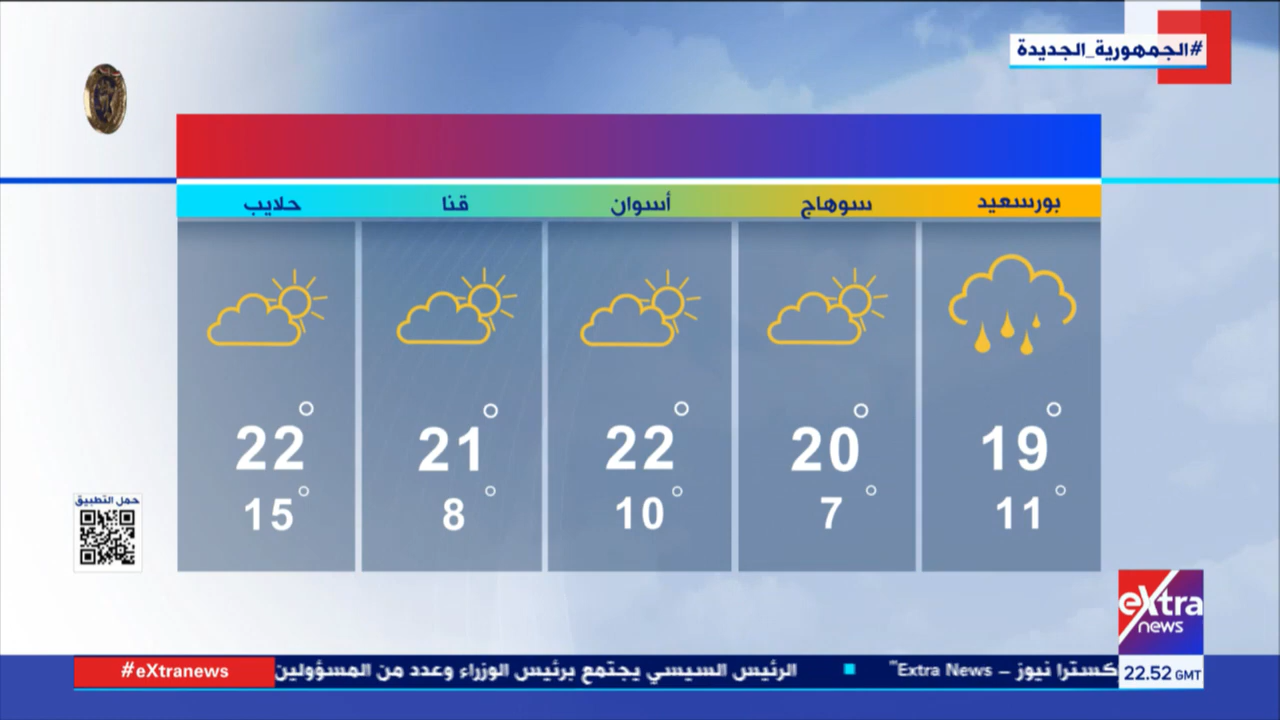 #الجمهورية_الجديدة
بورسعيد
سوهاج
أسوان
قنا
حلايب
19°
20°
22°
21°
22°
11°
7°
10°
8°
15°
حمل التطبيق
eXtra
news
#eXtranews
كسترا نيوز – Extra News"
الرئيس السيسي يجتمع برئيس الوزراء وعدد من المسؤولين
22.52 GMT